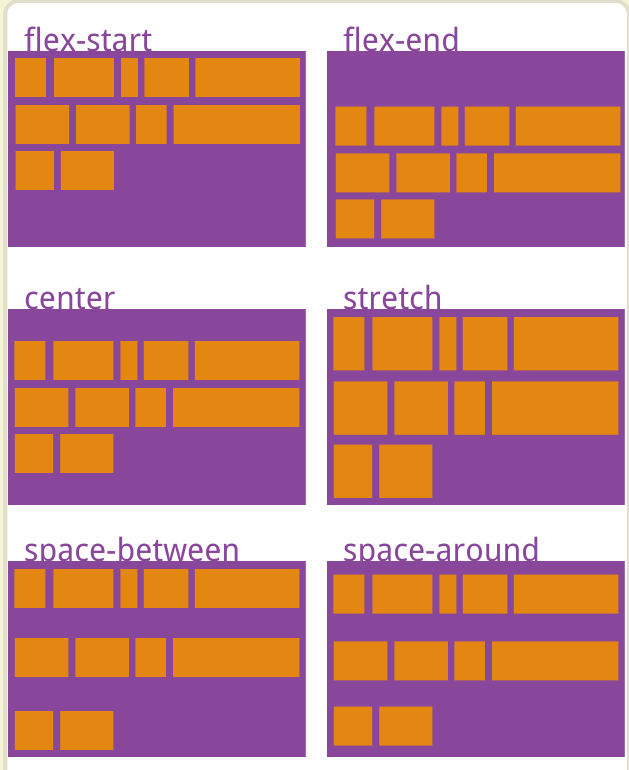 flex-start
flex-end
center
stretch
space-between
space-around